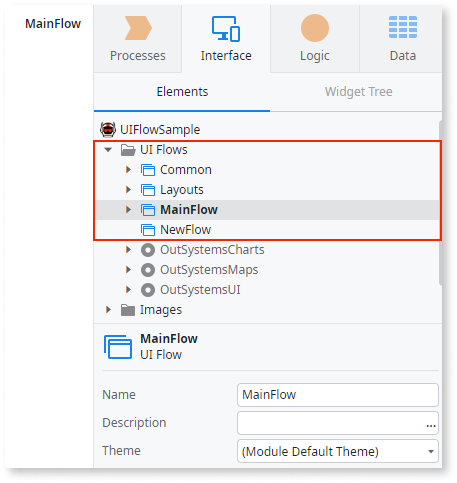 MainFlow
Processes
Interface
Logic
Data
Elements
Widget Tree
UIFlowSample
UI Flows
Common
Layouts
MainFlow
NewFlow
OutSystemsCharts
OutSystemsMaps
OutSystemsUI
Images
MainFlow
UI Flow
Name MainFlow
Description ...
Theme (Module Default Theme)